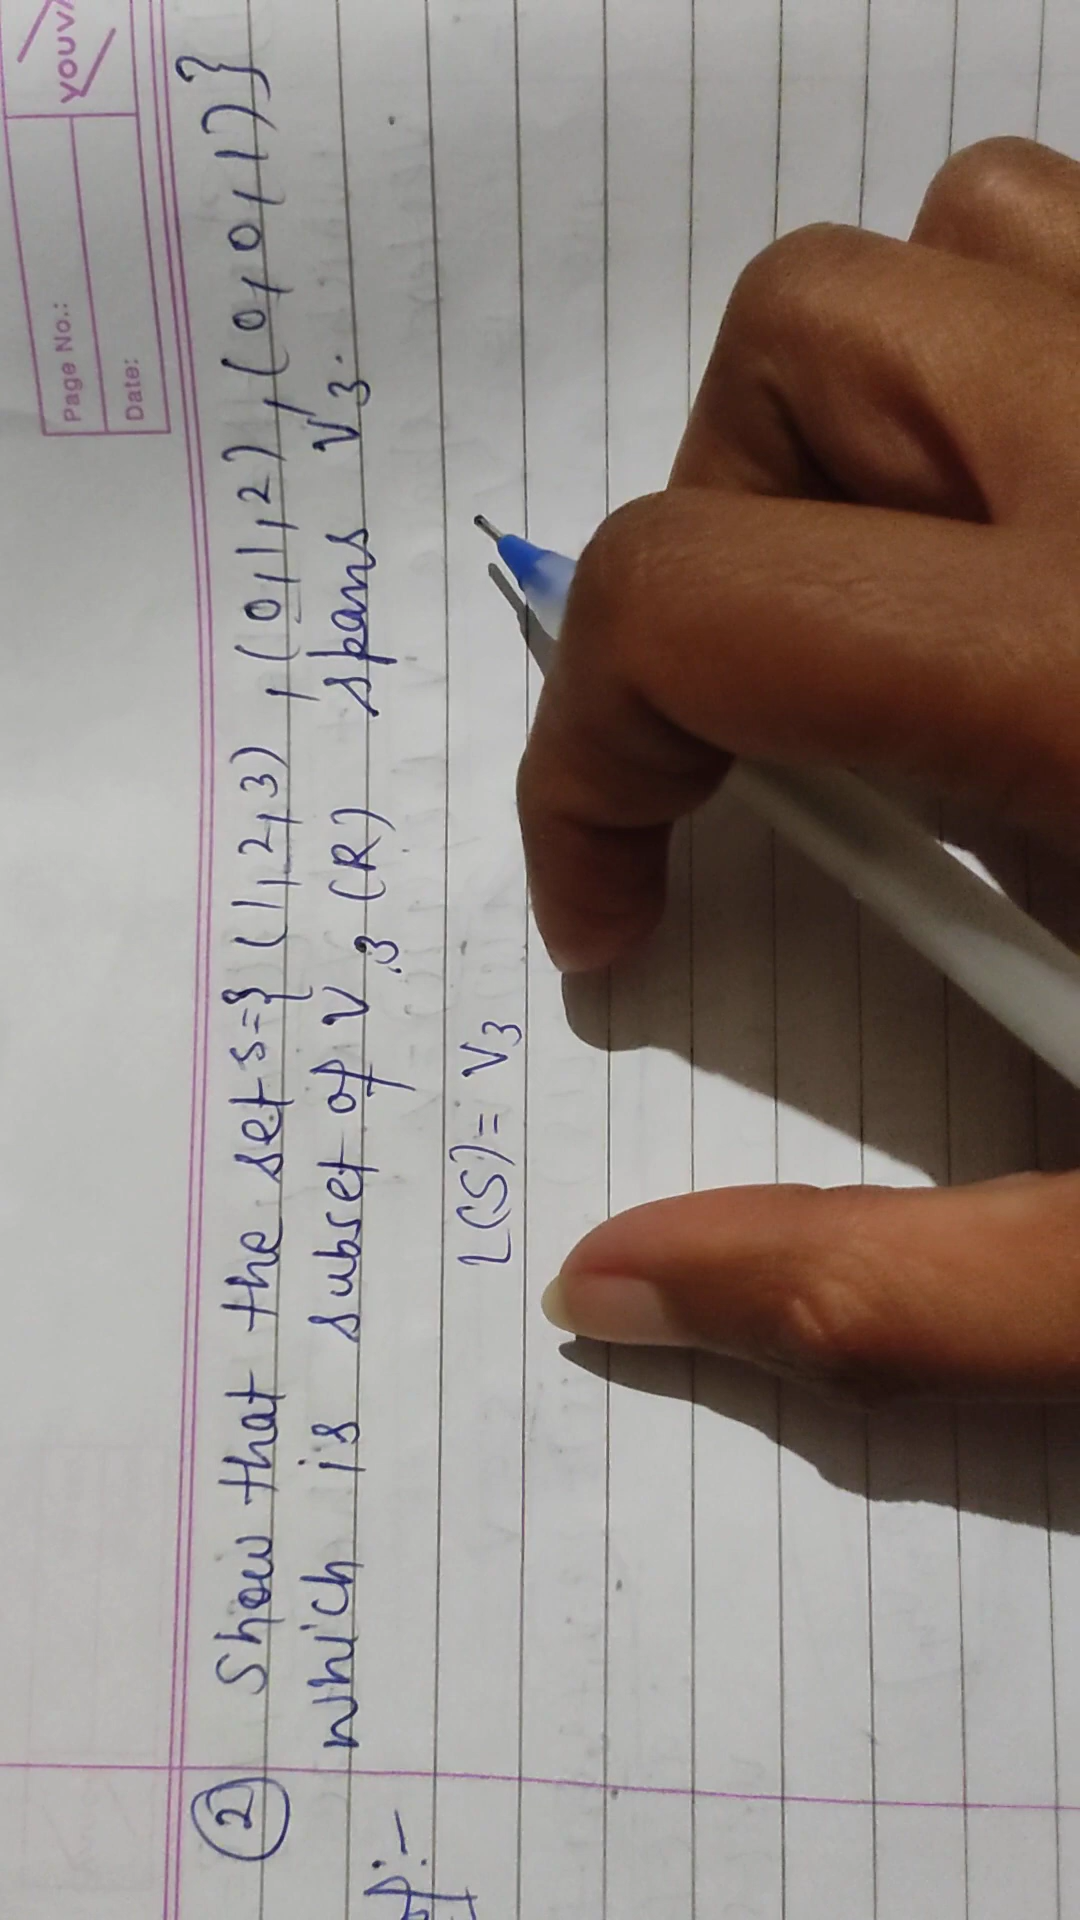 YOUVA
Page No.:
Date:
② Show that the set S={(1,2,3), (0,1,2), (0,0,1)}
which is subset of V3(R) spans V3.
L(S)= V3